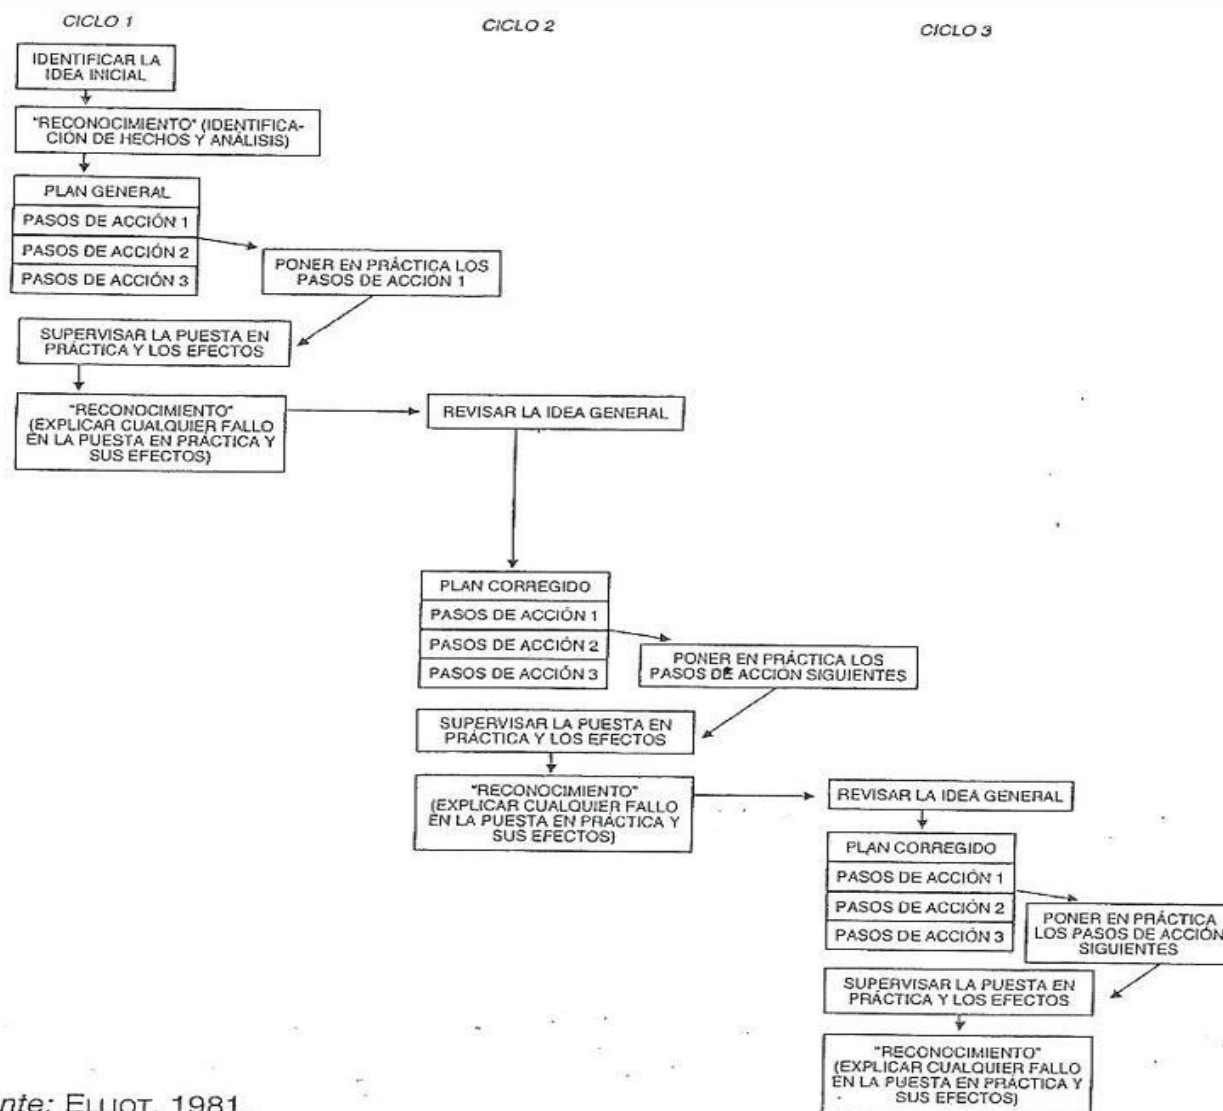 CICLO 1
CICLO 2
CICLO 3
IDENTIFICAR LA
IDEA INICIAL
"RECONOCIMIENTO" (IDENTIFICA-
CIÓN DE HECHOS Y ANÁLISIS)
PLAN GENERAL
PASOS DE ACCIÓN 1
PASOS DE ACCIÓN 2
PASOS DE ACCIÓN 3
PONER EN PRÁCTICA LOS
PASOS DE ACCIÓN 1
SUPERVISAR LA PUESTA EN
PRÁCTICA Y LOS EFECTOS
"RECONOCIMIENTO"
(EXPLICAR CUALQUIER FALLO
EN LA PUESTA EN PRÁCTICA Y
SUS EFECTOS)
REVISAR LA IDEA GENERAL
PLAN CORREGIDO
PASOS DE ACCIÓN 1
PASOS DE ACCIÓN 2
PASOS DE ACCIÓN 3
PONER EN PRÁCTICA LOS
PASOS DE ACCIÓN SIGUIENTES
SUPERVISAR LA PUESTA EN
PRÁCTICA Y LOS EFECTOS
"RECONOCIMIENTO"
(EXPLICAR CUALQUIER FALLO
EN LA PUESTA EN PRÁCTICA Y
SUS EFECTOS)
REVISAR LA IDEA GENERAL
PLAN CORREGIDO
PASOS DE ACCIÓN 1
PASOS DE ACCIÓN 2
PASOS DE ACCIÓN 3
PONER EN PRÁCTICA
LOS PASOS DE ACCIÓN
SIGUIENTES
SUPERVISAR LA PUESTA EN
PRÁCTICA Y LOS EFECTOS
"RECONOCIMIENTO"
(EXPLICAR CUALQUIER FALLO
EN LA PUESTA EN PRÁCTICA Y
SUS EFECTOS)
nte: ELLIOT, 1981.